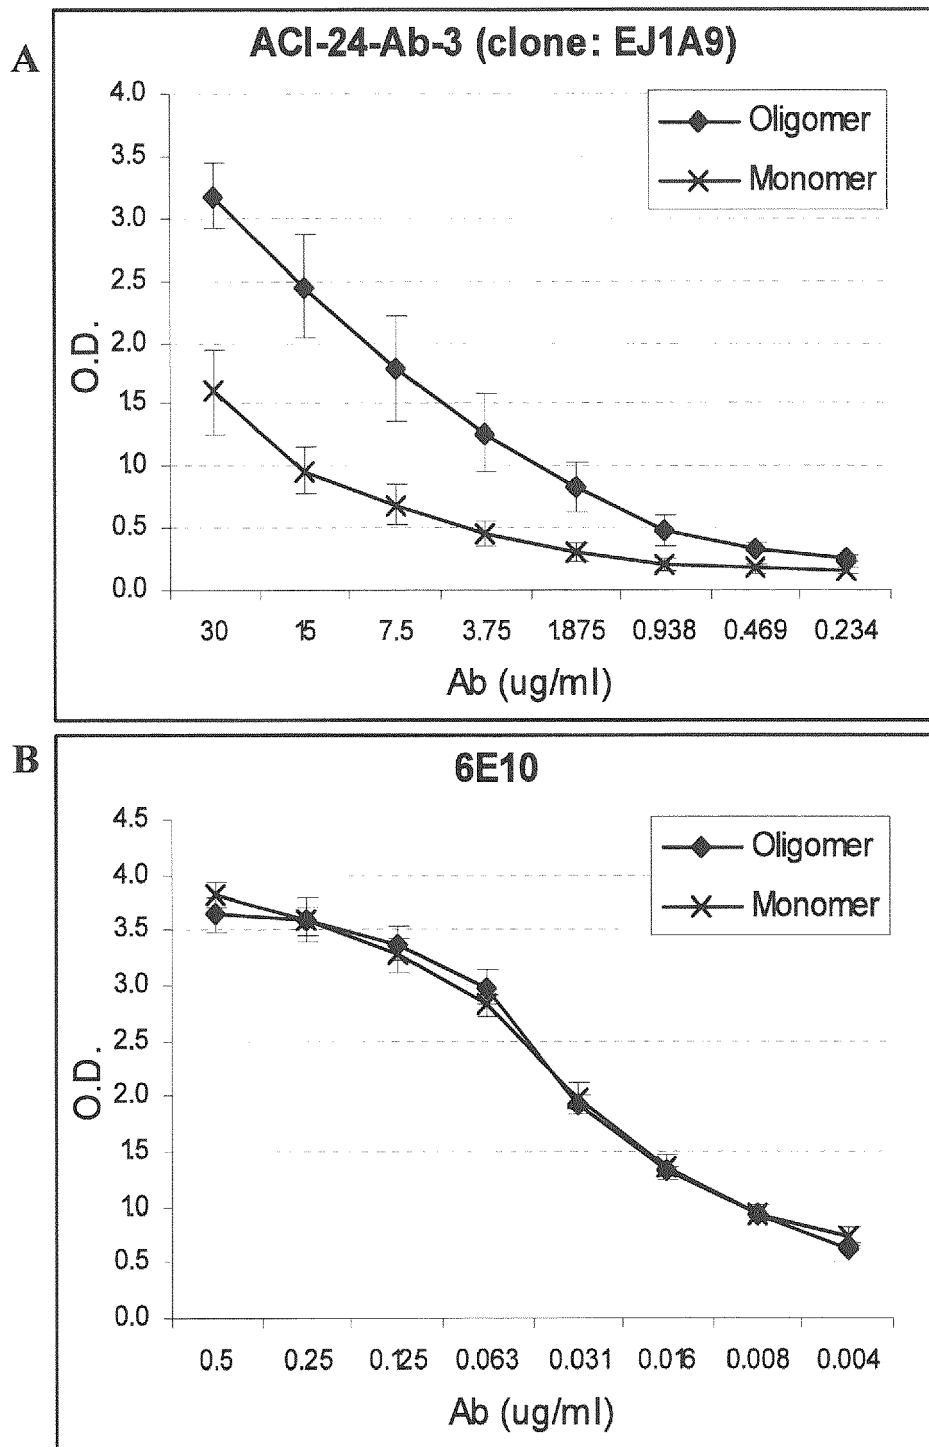 A
ACI-24-Ab-3 (clone: EJ1A9)
Oligomer
Monomer
4.0
3.5
3.0
2.5
2.0
1.5
1.0
0.5
0.0
O.D.
30 15 7.5 3.75 1.875 0.938 0.469 0.234
Ab (ug/ml)
B
6E10
Oligomer
Monomer
4.5
4.0
3.5
3.0
2.5
2.0
1.5
1.0
0.5
0.0
O.D.
0.5 0.25 0.125 0.063 0.031 0.016 0.008 0.004
Ab (ug/ml)